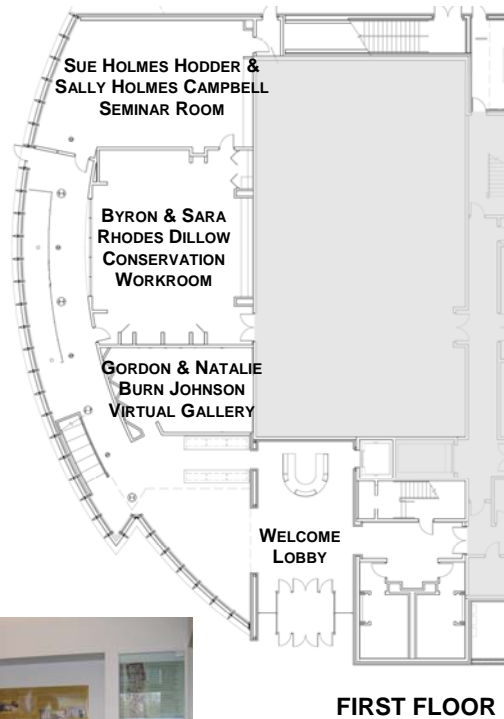 SUE HOLMES HODDER &
SALLY HOLMES CAMPBELL
SEMINAR ROOM
BYRON & SARA
RHODES DILLOW
CONSERVATION
WORKROOM
GORDON & NATALIE
BURN JOHNSON
VIRTUAL GALLERY
WELCOME
LOBBY
FIRST FLOOR